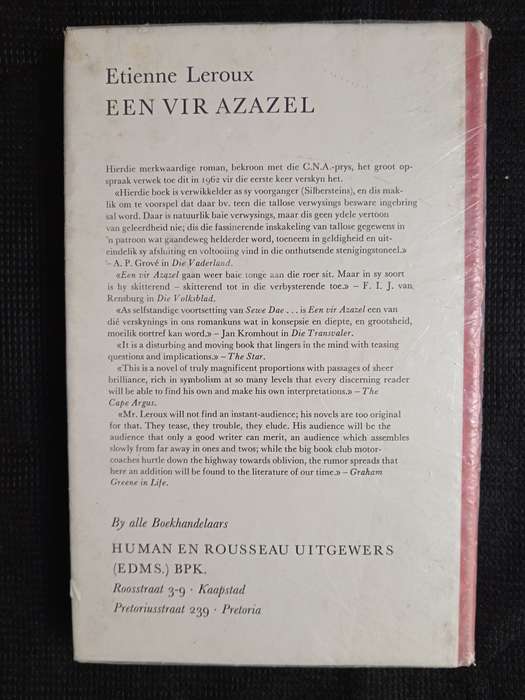 Etienne Leroux
EEN VIR AZAZEL
Hierdie merkwaardige roman, bekroon met die C.N.A.-prys, het groot op-
spraak verwek toe dit in 1962 vir die eerste keer verskyn het.
«Hierdie boek is verwikkelder as sy voorganger (Silbersteins), en dis mak-
lik om te voorspel dat daar bv. teen die tallose verwysings besware ingebring
sal word. Daar is natuurlik baie verwysings, maar dis geen ydele vertoon
van geleerdheid nie; dis die fassinerende inskakeling van tallose gegewens in
'n patroon wat gaandeweg helderder word, toeneem in geldigheid en uit-
eindelik sy afsluiting en voltooiing vind in die onthutsende stenigingstoneel.»
– A. P. Grové in Die Vaderland.
«Een vir Azazel gaan weer baie tonge aan die roer sit. Maar in sy soort
is hy skitterend – skitterend tot in die verbysterende toe.» – F. I. J. van
Rensburg in Die Volksblad.
«As selfstandige voortsetting van Sewe Dae . . . is Een vir Azazel een van
dié verskynings in ons romankuns wat in konsepsie en diepte, en grootsheid,
moeilik oortref kan word.» – Jan Kromhout in Die Transvaler.
«It is a disturbing and moving book that lingers in the mind with teasing
questions and implications.» – The Star.
«This is a novel of truly magnificent proportions with passages of sheer
brilliance, rich in symbolism at so many levels that every discerning reader
will be able to find his own and make his own interpretations.» – The
Cape Argus.
«Mr. Leroux will not find an instant-audience; his novels are too original
for that. They tease, they trouble, they elude. His audience will be the
audience that only a good writer can merit, an audience which assembles
slowly from far away in ones and twos; while the big book club motor-
coaches hurtle down the highway towards oblivion, the rumor spreads that
here an addition will be found to the literature of our time.» – Graham
Greene in Life.
By alle Boekhandelaars
HUMAN EN ROUSSEAU UITGEWERS
(EDMS.) BPK.
Roosstraat 3-9 · Kaapstad
Pretoriusstraat 239 · Pretoria